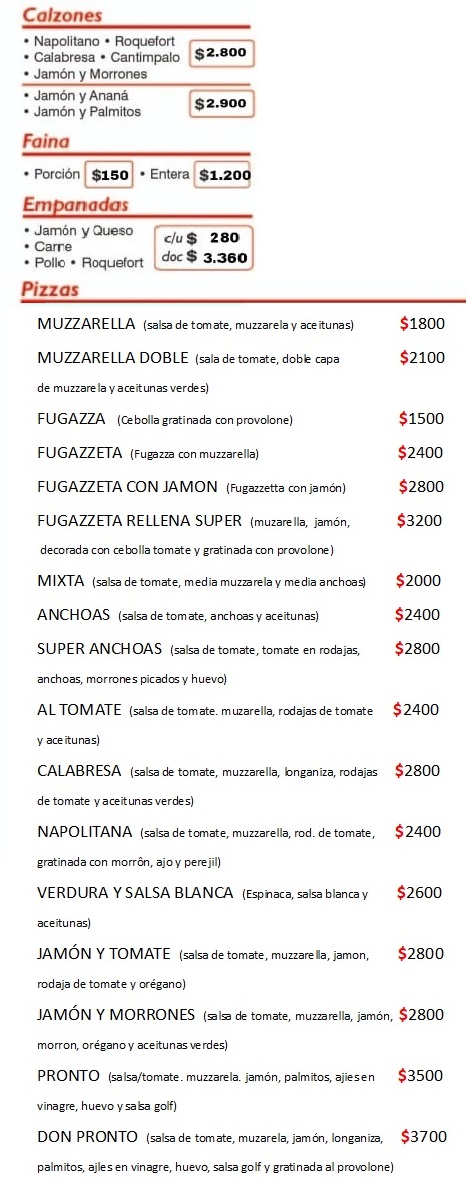 Calzones
• Napolitano • Roquefort
• Calabresa • Cantimpalo $2.800
• Jamón y Morrones
• Jamón y Ananá
• Jamón y Palmitos $2.900
Faina
• Porción $150 • Entera $1.200
Empanadas
• Jamón y Queso c/u $ 280
• Carre
• Pollo • Roquefort doc $ 3.360
Pizzas
MUZZARELLA (salsa de tomate, muzzarela y aceitunas) $1800
MUZZARELLA DOBLE (sala de tomate, doble capa $2100
de muzzarela y aceitunas verdes)
FUGAZZA (Cebolla gratinada con provolone) $1500
FUGAZZETA (Fugazza con muzzarella) $2400
FUGAZZETA CON JAMON (Fugazzetta con jamón) $2800
FUGAZZETA RELLENA SUPER (muzarella, jamón, $3200
decorada con cebolla tomate y gratinada con provolone)
MIXTA (salsa de tomate, media muzzarela y media anchoas) $2000
ANCHOAS (salsa de tomate, anchoas y aceitunas) $2400
SUPER ANCHOAS (salsa de tomate, tomate en rodajas, $2800
anchoas, morrones picados y huevo)
AL TOMATE (salsa de tomate. muzarella, rodajas de tomate $2400
y aceitunas)
CALABRESA (salsa de tomate, muzzarella, longaniza, rodajas $2800
de tomate y aceitunas verdes)
NAPOLITANA (salsa de tomate, muzzarella, rod. de tomate, $2400
gratinada con morrôn, ajo y perejil)
VERDURA Y SALSA BLANCA (Espinaca, salsa blanca y $2600
aceitunas)
JAMÓN Y TOMATE (salsa de tomate, muzzarella, jamon, $2800
rodaja de tomate y orégano)
JAMÓN Y MORRONES (salsa de tomate, muzzarella, jamón, $2800
morron, orégano y aceitunas verdes)
PRONTO (salsa/tomate. muzzarela. jamón, palmitos, ajies en $3500
vinagre, huevo y salsa golf)
DON PRONTO (salsa de tomate, muzarela, jamón, longaniza, $3700
palmitos, ajles en vinagre, huevo, salsa golf y gratinada al provolone)